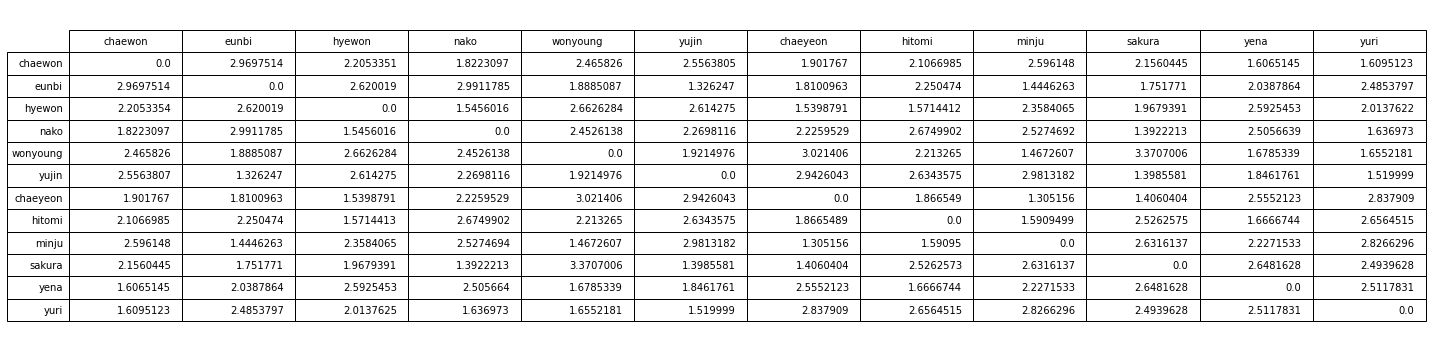 chaewon eunbi hyewon nako wonyoung yujin chaeyeon hitomi minju sakura yena yuri
chaewon 0.0 2.9697514 2.2053351 1.8223097 2.465826 2.5563805 1.901767 2.1066985 2.596148 2.1560445 1.6065145 1.6095123
eunbi 2.9697514 0.0 2.620019 2.9911785 1.8885087 1.326247 1.8100963 2.250474 1.4446263 1.751771 2.0387864 2.4853797
hyewon 2.2053354 2.620019 0.0 1.5456016 2.6626284 2.614275 1.5398791 1.5714412 2.3584065 1.9679391 2.5925453 2.0137622
nako 1.8223097 2.9911785 1.5456016 0.0 2.4526138 2.2698116 2.2259529 2.6749902 2.5274692 1.3922213 2.5056639 1.636973
wonyoung 2.465826 1.8885087 2.6626284 2.4526138 0.0 1.9214976 3.021406 2.213265 1.4672607 3.3707006 1.6785339 1.6552181
yujin 2.5563807 1.326247 2.614275 2.2698116 1.9214976 0.0 2.9426043 2.6343575 2.9813182 1.3985581 1.8461761 1.519999
chaeyeon 1.901767 1.8100963 1.5398791 2.2259529 3.021406 2.9426043 0.0 1.866549 1.305156 1.4060404 2.5552123 2.837909
hitomi 2.1066985 2.250474 1.5714413 2.6749902 2.213265 2.6343575 1.8665489 0.0 1.5909499 2.5262575 1.6666744 2.6564515
minju 2.596148 1.4446263 2.3584065 2.5274694 1.4672607 2.9813182 1.305156 1.59095 0.0 2.6316137 2.2271533 2.8266296
sakura 2.1560445 1.751771 1.9679391 1.3922213 3.3707006 1.3985581 1.4060404 2.5262573 2.6316137 0.0 2.6481628 2.4939628
yena 1.6065145 2.0387864 2.5925453 2.505664 1.6785339 1.8461761 2.5552123 1.6666744 2.2271533 2.6481628 0.0 2.5117831
yuri 1.6095123 2.4853797 2.0137625 1.636973 1.6552181 1.519999 2.837909 2.6564515 2.8266296 2.4939628 2.5117831 0.0